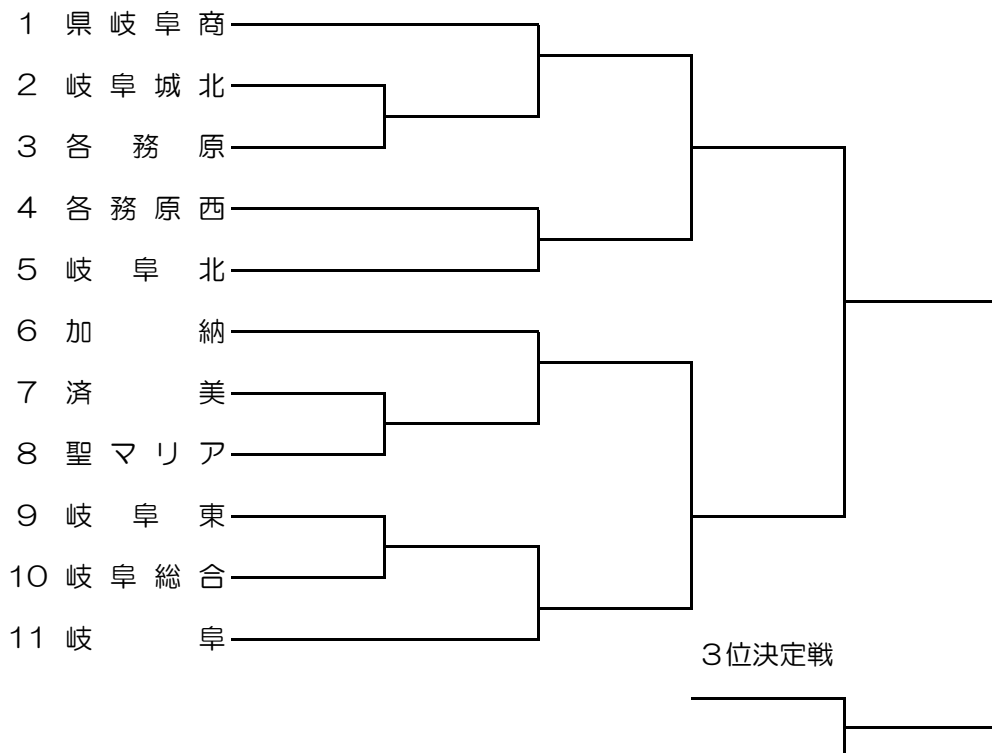 1 県岐阜商
2 岐阜城北
3 各務原
4 各務原西
5 岐阜北
6 加納
7 済美
8 聖マリア
9 岐阜東
10 岐阜総合
11 岐阜
3位決定戦